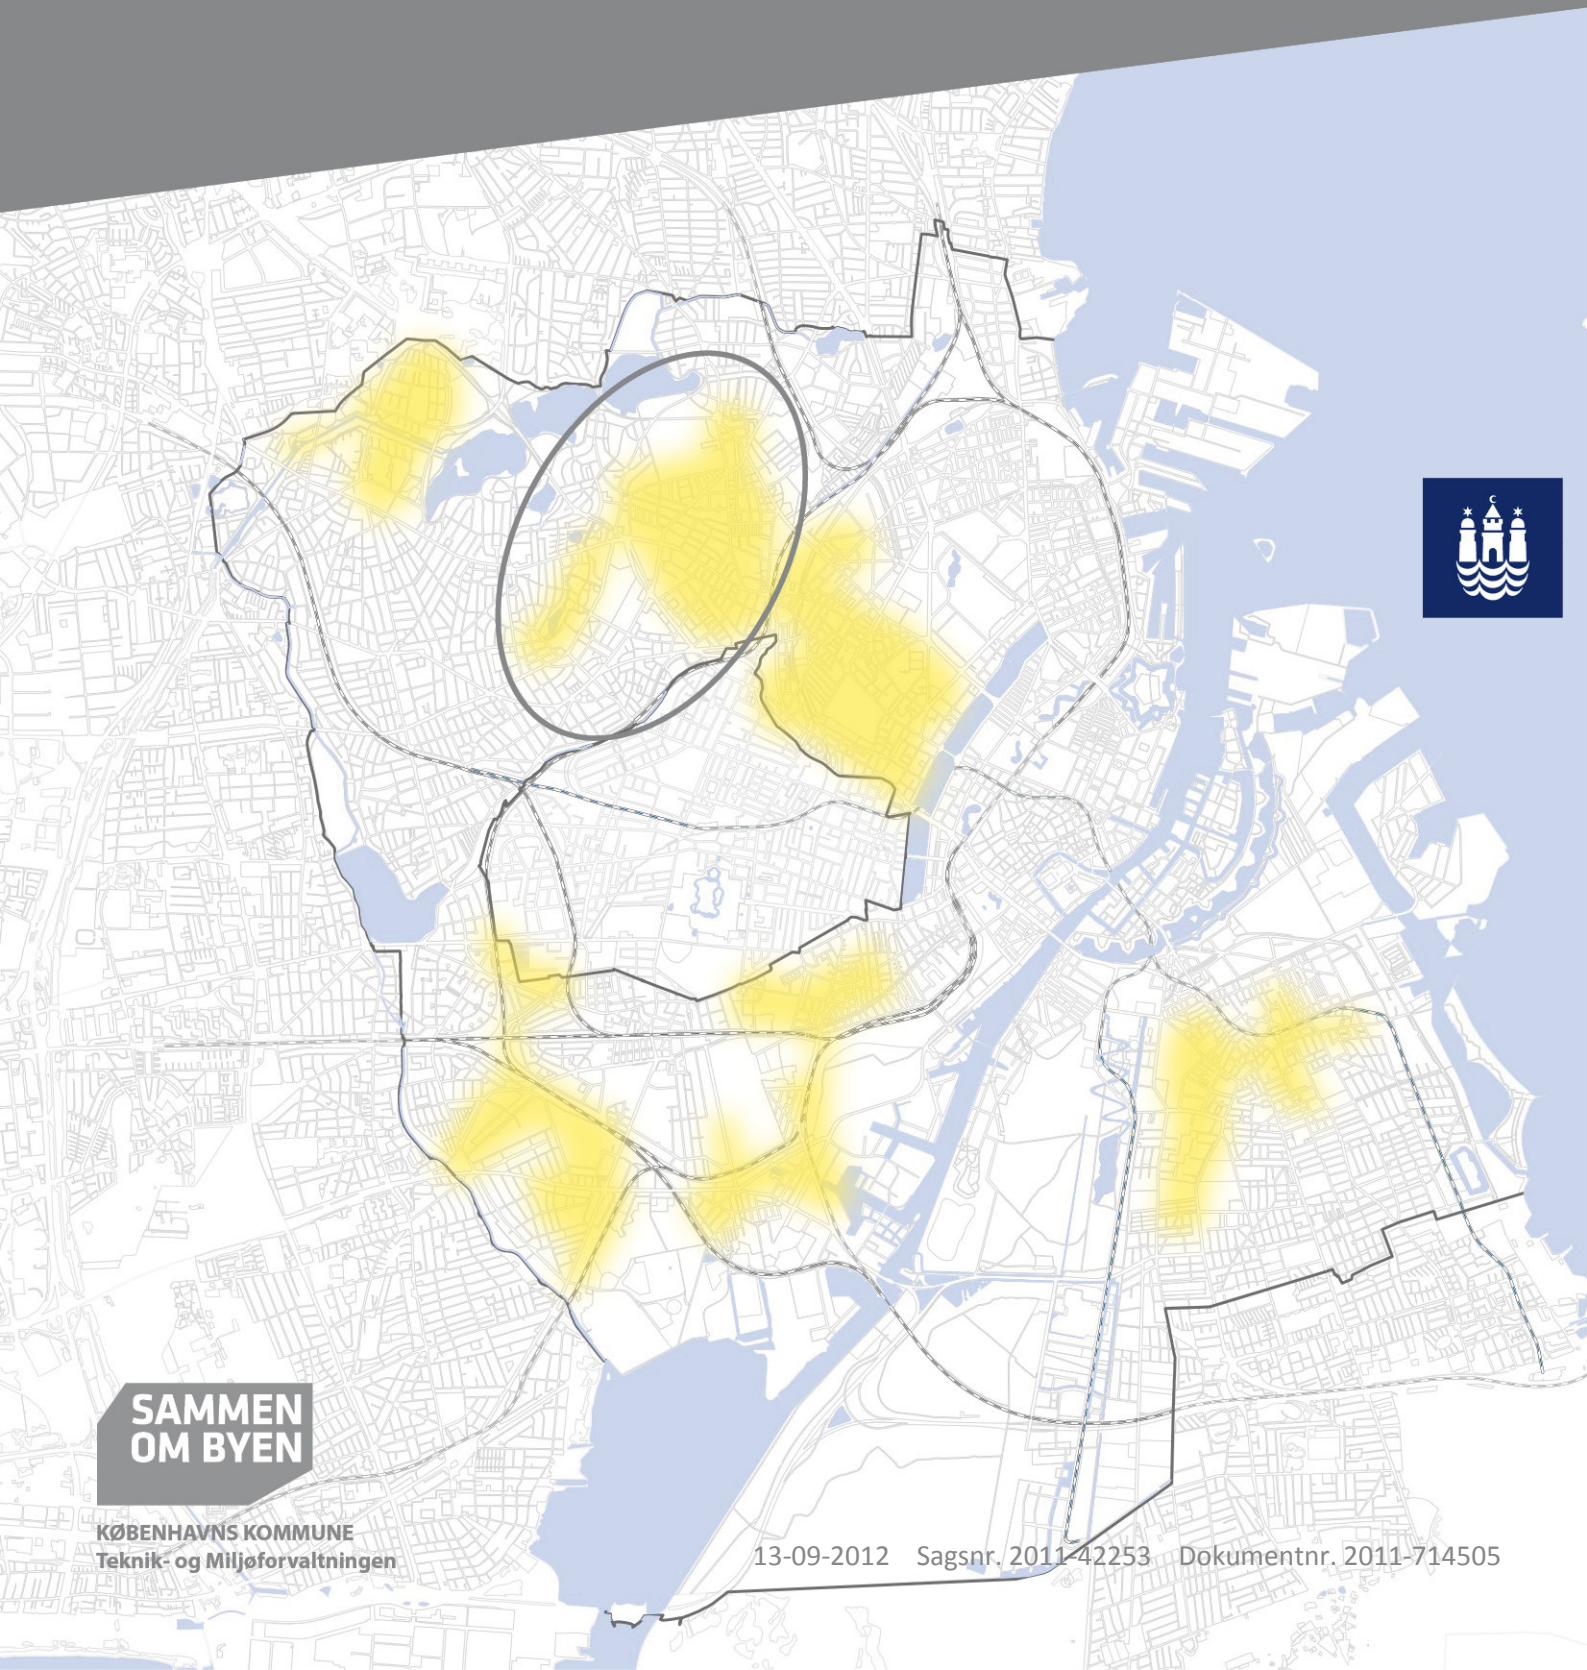 SAMMEN
OM BYEN
KØBENHAVNS KOMMUNE
Teknik- og Miljøforvaltningen
13-09-2012 Sagsnr. 2011-42253 Dokumentnr. 2011-714505